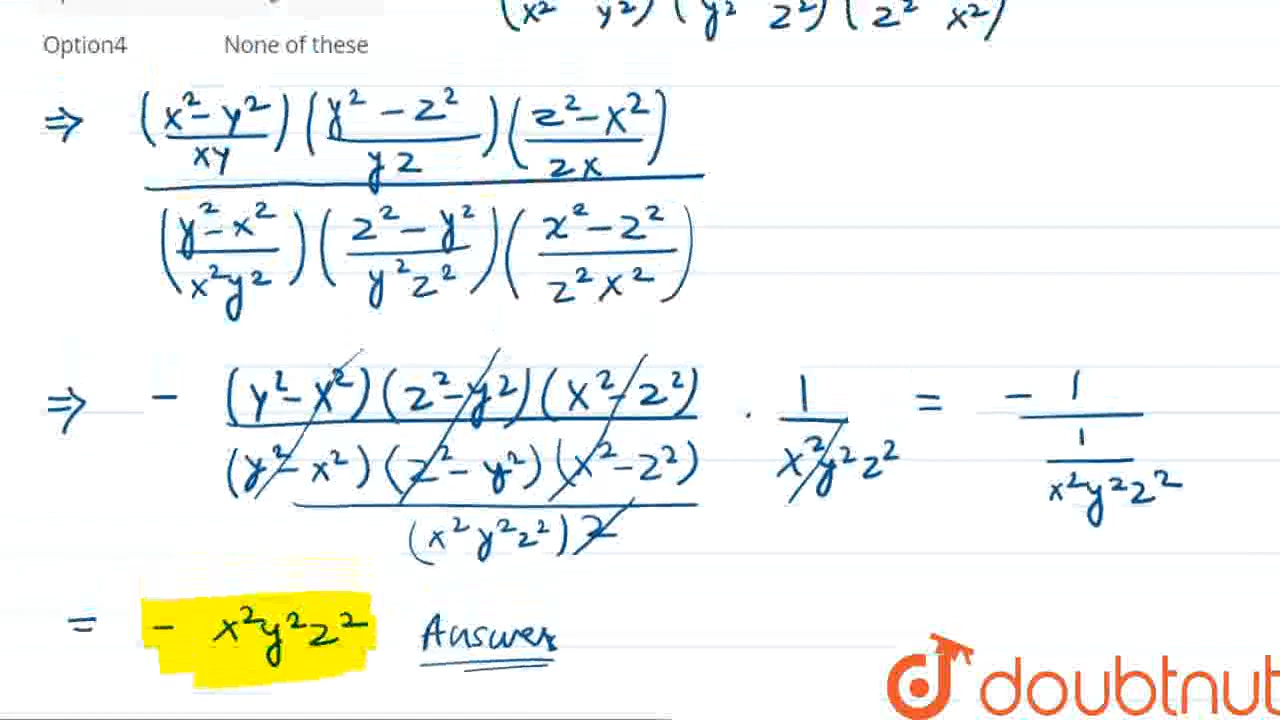 (x² y²) (y² z²) (z² x²)
Option4 None of these
⇒ ((x² - y²)/xy) ((y² - z²)/yz) ((z² - x²)/zx)
((y² - x²)/x²y²) ((z² - y²)/y²z²) ((x² - z²)/z²x²)
⇒ - (y² - x²)(z² - y²)(x² - z²) · 1/x²y²z² = - 1/(1/x²y²z²)
(y² - x²)(z² - y²)(x² - z²)
(x²y²z²)2
= - x²y²z² Answer
doubtnut